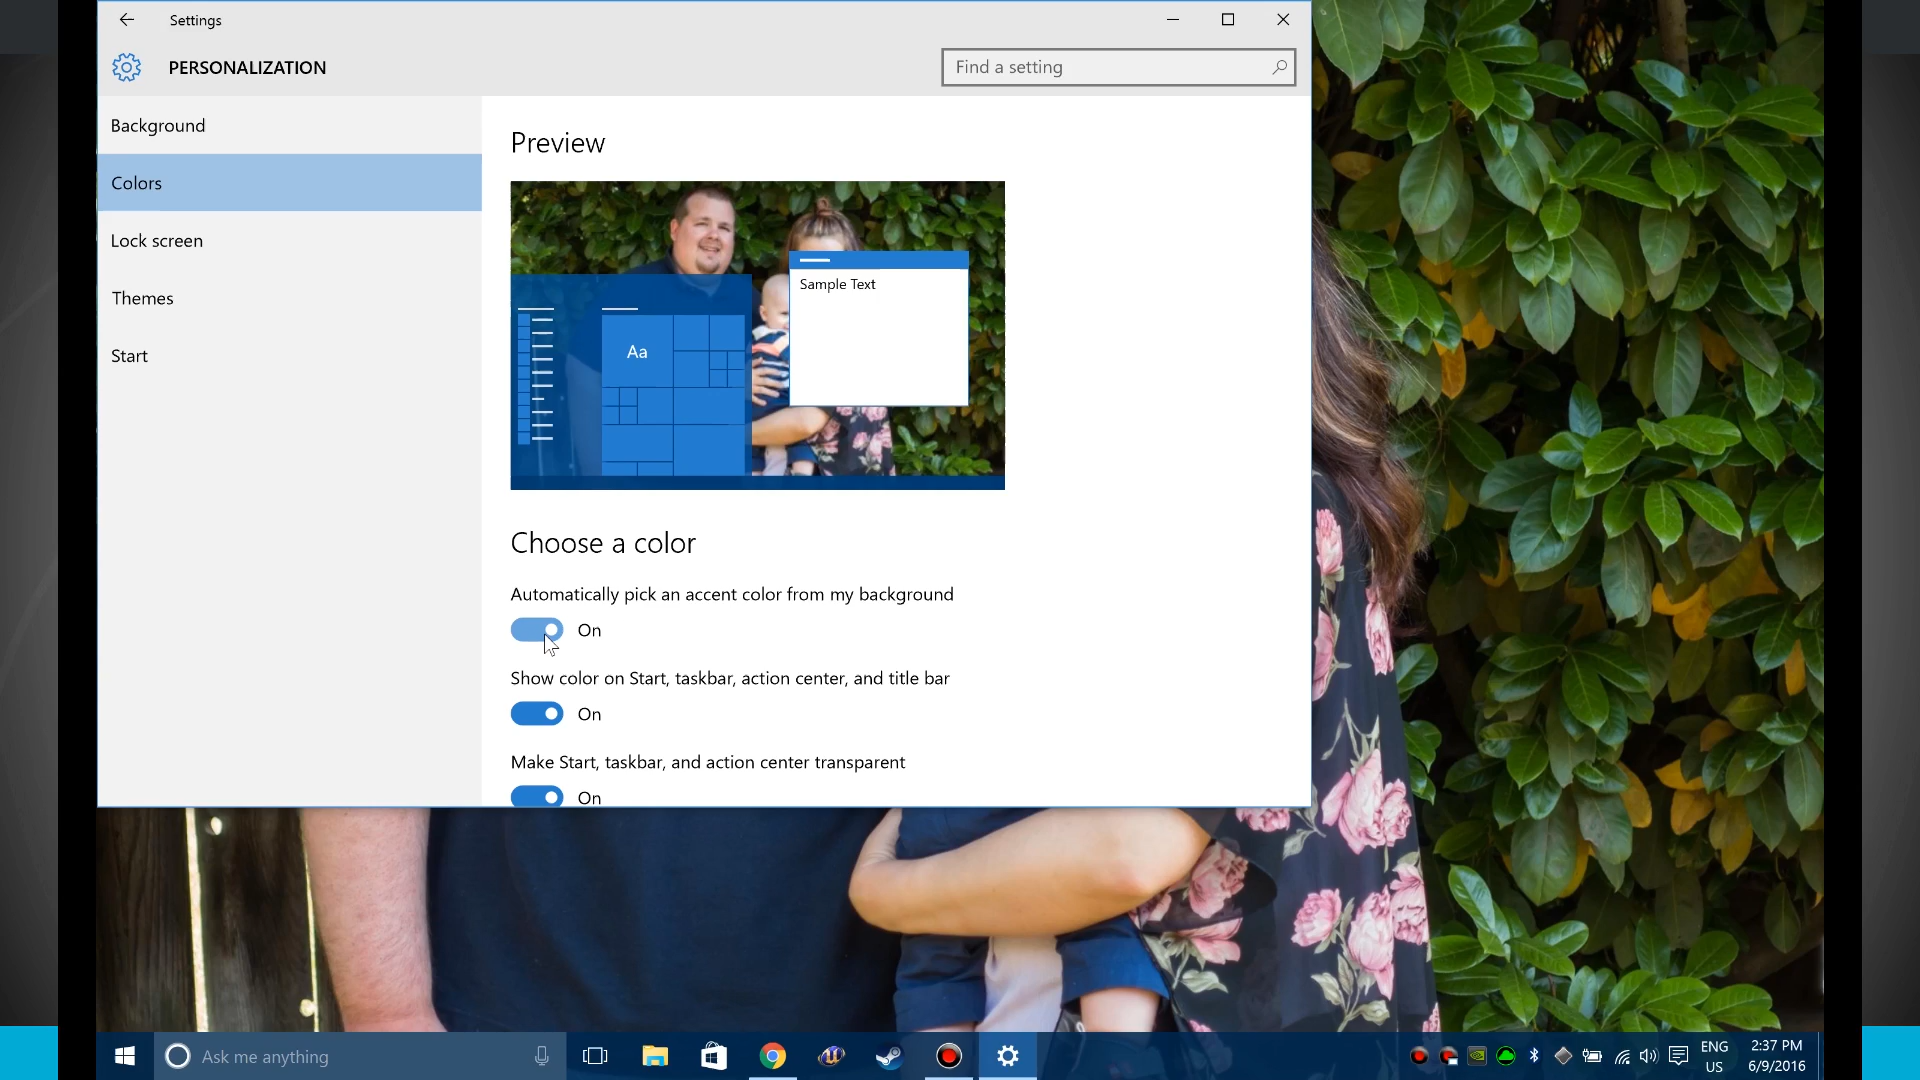 Settings
PERSONALIZATION
Find a setting
Background
Colors
Lock screen
Themes
Start
Preview
Sample Text
Aa
Choose a color
Automatically pick an accent color from my background
On
Show color on Start, taskbar, action center, and title bar
On
Make Start, taskbar, and action center transparent
On
Ask me anything
ENG
US
2:37 PM
6/9/2016